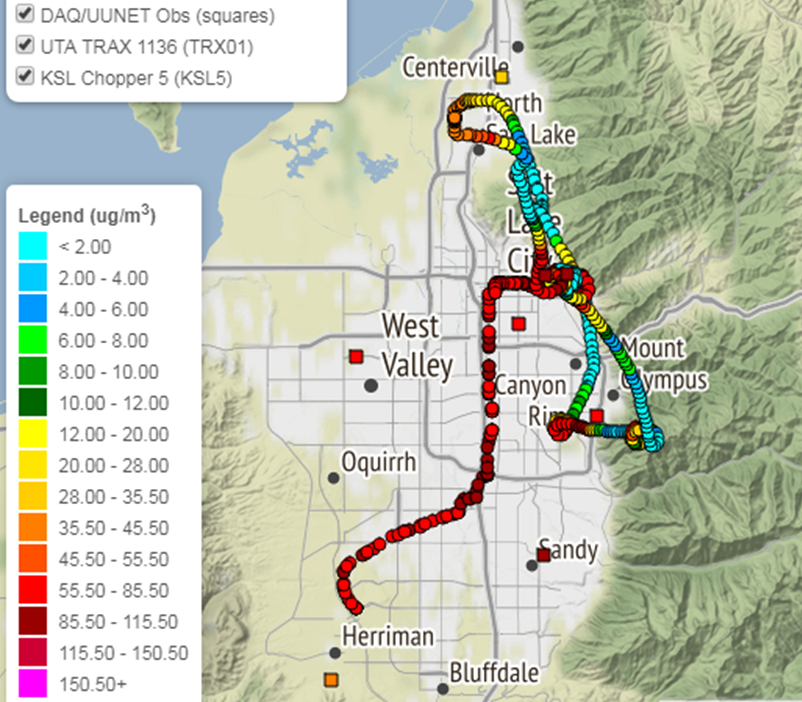 DAQ/UUNET Obs (squares)
UTA TRAX 1136 (TRX01)
KSL Chopper 5 (KSL5)
Legend (ug/m3)
< 2.00
2.00 - 4.00
4.00 - 6.00
6.00 - 8.00
8.00 - 10.00
10.00 - 12.00
12.00 - 20.00
20.00 - 28.00
28.00 - 35.50
35.50 - 45.50
45.50 - 55.50
55.50 - 85.50
85.50 - 115.50
115.50 - 150.50
150.50+
Centerville
North
Salt Lake
Salt
Lake
City
West
Valley
Mount
Olympus
Canyon
Rim
Oquirrh
Sandy
Herriman
Bluffdale